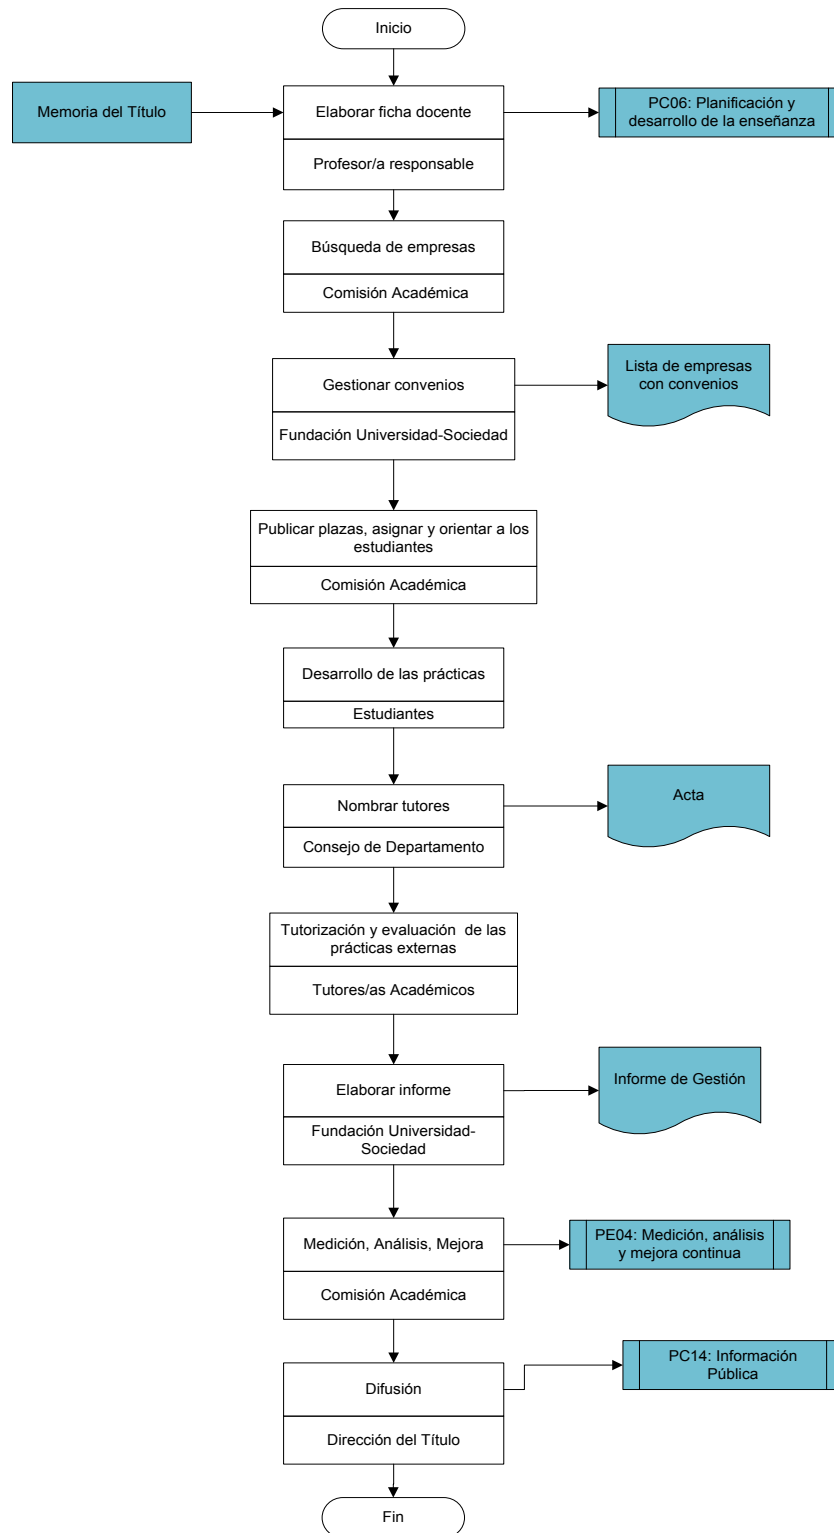 Inicio
Memoria del Título
Elaborar ficha docente
PC06: Planificación y
desarrollo de la enseñanza
Profesor/a responsable
Búsqueda de empresas
Comisión Académica
Gestionar convenios
Lista de empresas
con convenios
Fundación Universidad-Sociedad
Publicar plazas, asignar y orientar a los
estudiantes
Comisión Académica
Desarrollo de las prácticas
Estudiantes
Nombrar tutores
Acta
Consejo de Departamento
Tutorización y evaluación  de las
prácticas externas
Tutores/as Académicos
Elaborar informe
Informe de Gestión
Fundación Universidad-
Sociedad
Medición, Análisis, Mejora
PE04: Medición, análisis
y mejora continua
Comisión Académica
Difusión
PC14: Información
Pública
Dirección del Título
Fin